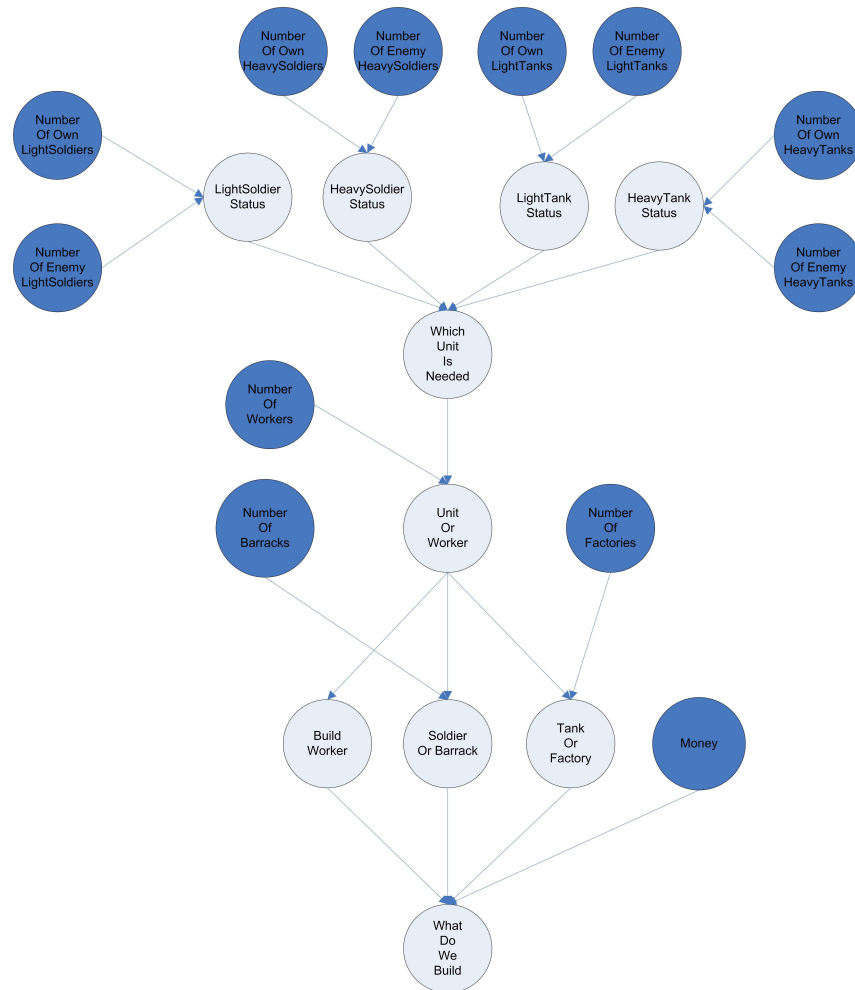 Number
Of Own
HeavySoldiers
Number
Of Enemy
HeavySoldiers
Number
Of Own
LightTanks
Number
Of Enemy
LightTanks
Number
Of Own
LightSoldiers
Number
Of Own
HeavyTanks
LightSoldier
Status
HeavySoldier
Status
LightTank
Status
HeavyTank
Status
Number
Of Enemy
LightSoldiers
Number
Of Enemy
HeavyTanks
Which
Unit
Is
Needed
Number
Of
Workers
Number
Of
Barracks
Unit
Or
Worker
Number
Of
Factories
Build
Worker
Soldier
Or Barrack
Tank
Or
Factory
Money
What
Do
We
Build